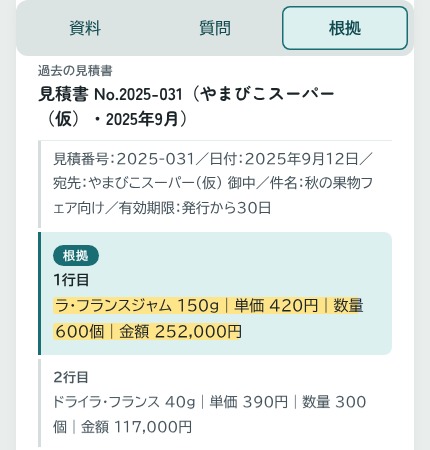 資料
質問
根拠
過去の見積書
見積書 No.2025-031（やまびこスーパー
（仮）・2025年9月）
見積番号：2025-031／日付：2025年9月12日／
宛先：やまびこスーパー（仮） 御中／件名：秋の果物フ
ェア向け／有効期限：発行から30日
根拠
1行目
ラ・フランスジャム 150g｜単価 420円｜数量
600個｜金額 252,000円
2行目
ドライラ・フランス 40g｜単価 390円｜数量 300
個｜金額 117,000円